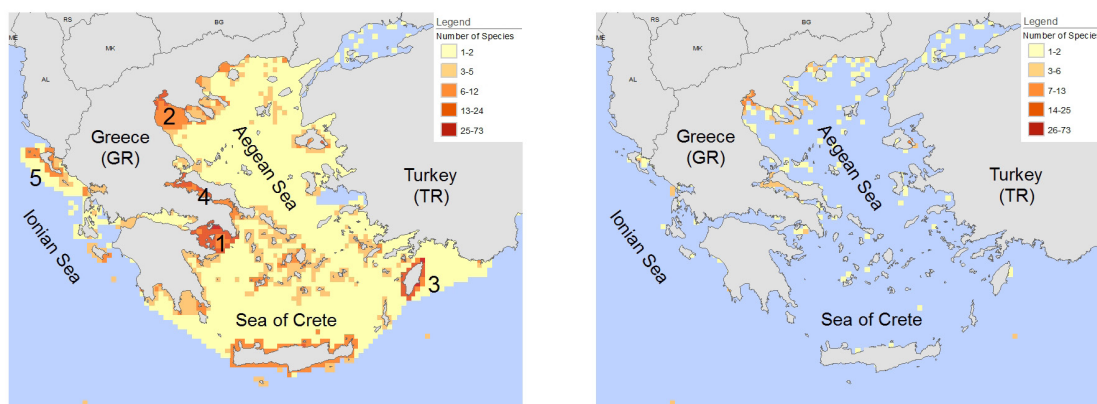 RS
BG
ME
MK
AL
Legend
Number of Species
1-2
3-5
6-12
13-24
25-73
2
Greece
(GR)
Aegean Sea
Turkey
(TR)
5
4
Ionian Sea
1
3
Sea of Crete
RS
BG
ME
MK
AL
Legend
Number of Species
1-2
3-6
7-13
14-25
26-73
Greece
(GR)
Aegean Sea
Turkey
(TR)
Ionian Sea
Sea of Crete